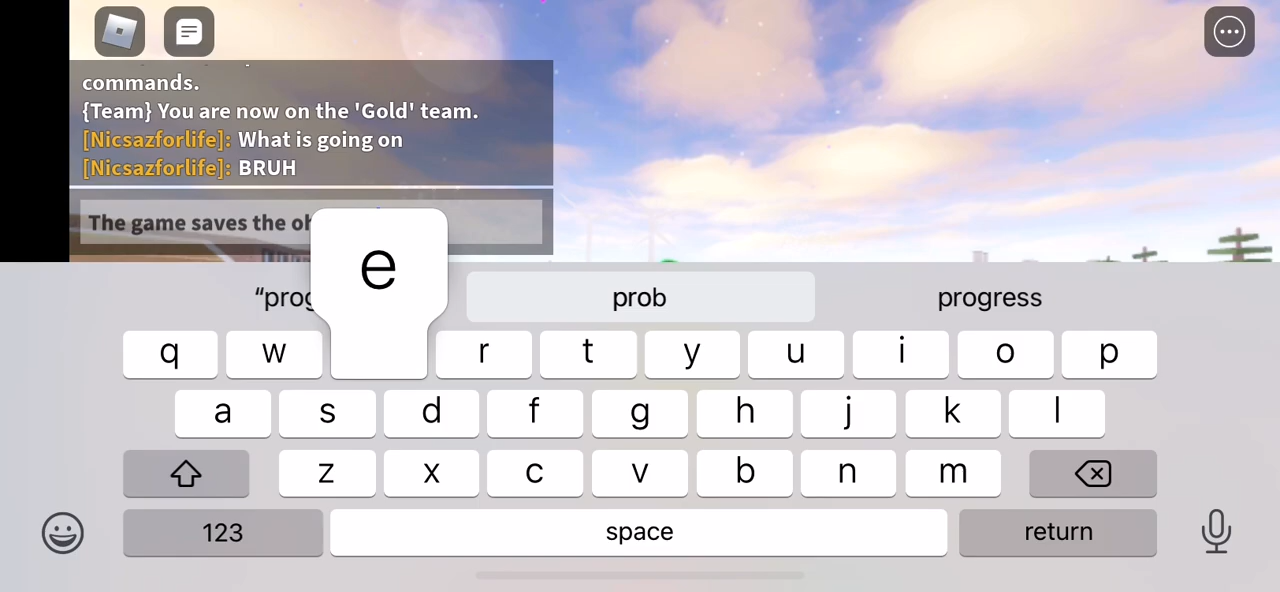 commands.
{Team} You are now on the 'Gold' team.
[Nicsazforlife]: What is going on
[Nicsazforlife]: BRUH
The game saves the
e
prob
progress
q w r t y u i o p
a s d f g h j k l
z x c v b n m
123 space return